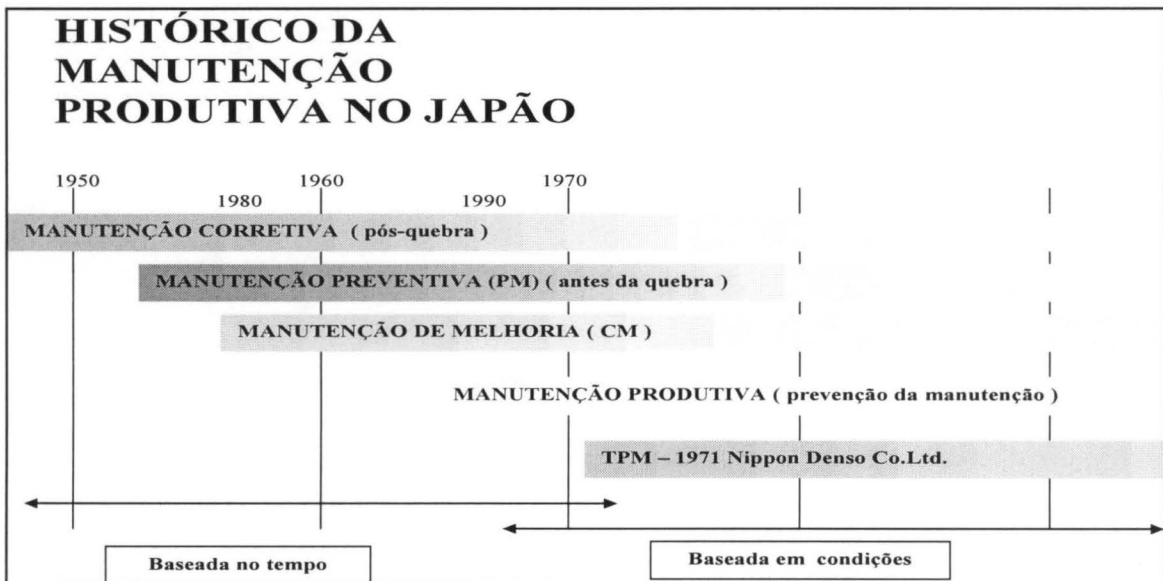 HISTÓRICO DA
MANUTENÇÃO
PRODUTIVA NO JAPÃO
1950 1960 1970
1980 1990
MANUTENÇÃO CORRETIVA ( pós-quebra )
MANUTENÇÃO PREVENTIVA (PM) ( antes da quebra )
MANUTENÇÃO DE MELHORIA ( CM )
MANUTENÇÃO PRODUTIVA ( prevenção da manutenção )
TPM – 1971 Nippon Denso Co.Ltd.
Baseada no tempo
Baseada em condições